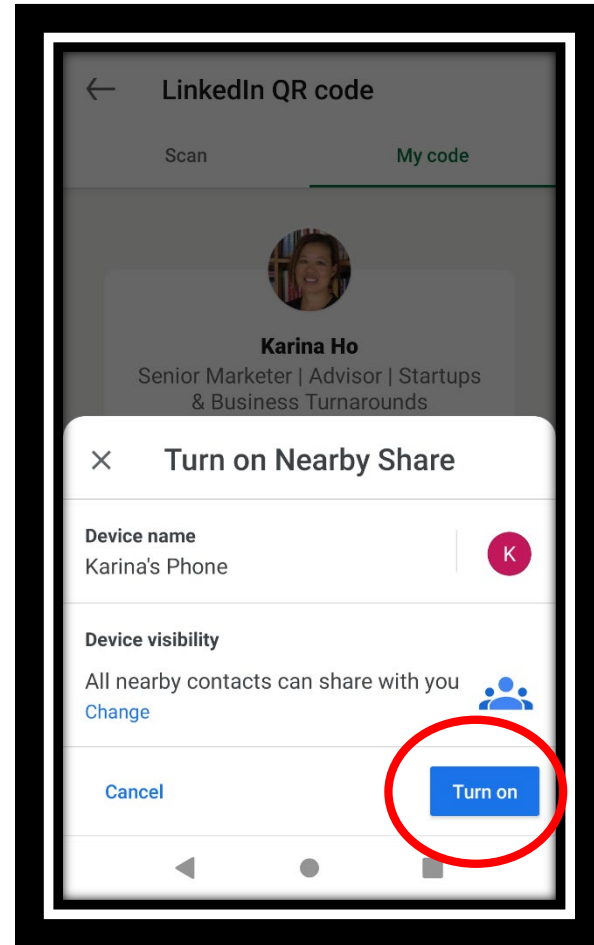 LinkedIn QR code
Scan
My code
Karina Ho
Senior Marketer | Advisor | Startups
& Business Turnarounds
Turn on Nearby Share
Device name
Karina's Phone
K
Device visibility
All nearby contacts can share with you
Change
Cancel
Turn on